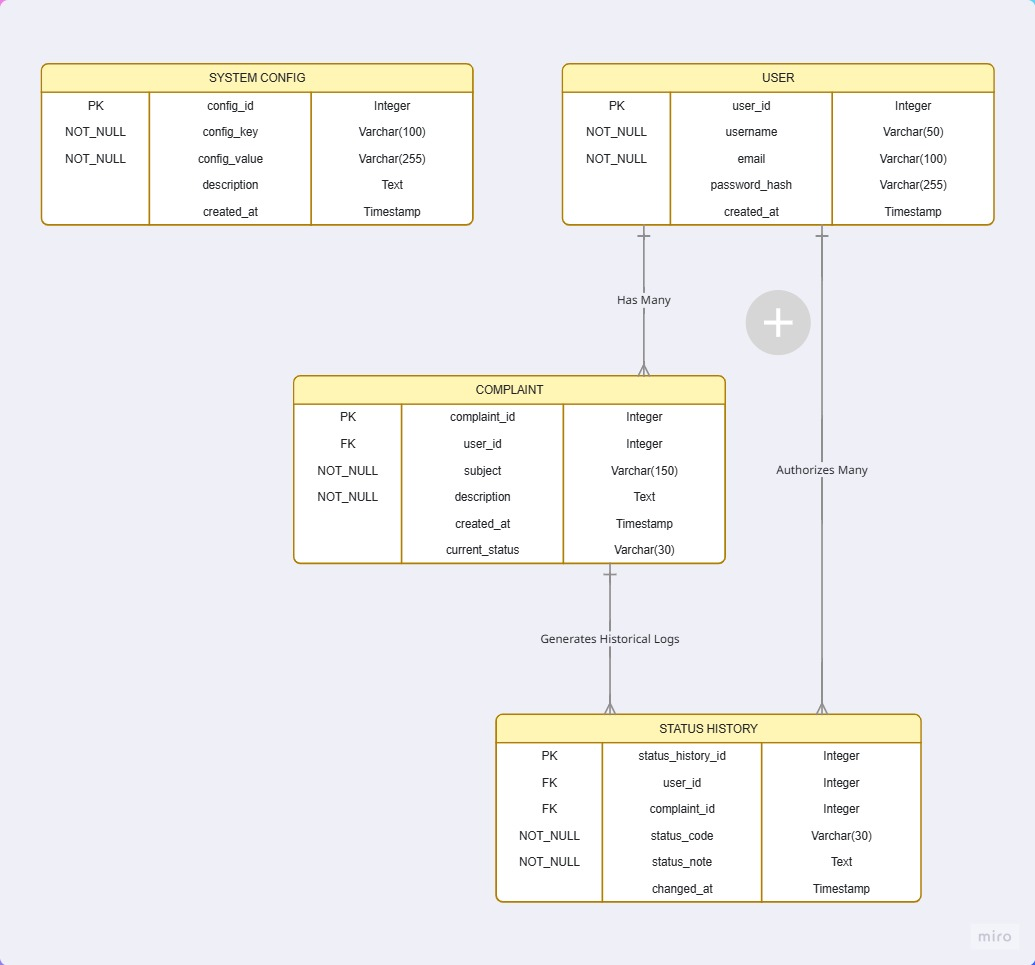 SYSTEM CONFIG
PK config_id Integer
NOT_NULL config_key Varchar(100)
NOT_NULL config_value Varchar(255)
description Text
created_at Timestamp
USER
PK user_id Integer
NOT_NULL username Varchar(50)
NOT_NULL email Varchar(100)
password_hash Varchar(255)
created_at Timestamp
Has Many
COMPLAINT
PK complaint_id Integer
FK user_id Integer
NOT_NULL subject Varchar(150)
NOT_NULL description Text
created_at Timestamp
current_status Varchar(30)
Authorizes Many
Generates Historical Logs
STATUS HISTORY
PK status_history_id Integer
FK user_id Integer
FK complaint_id Integer
NOT_NULL status_code Varchar(30)
NOT_NULL status_note Text
changed_at Timestamp
miro